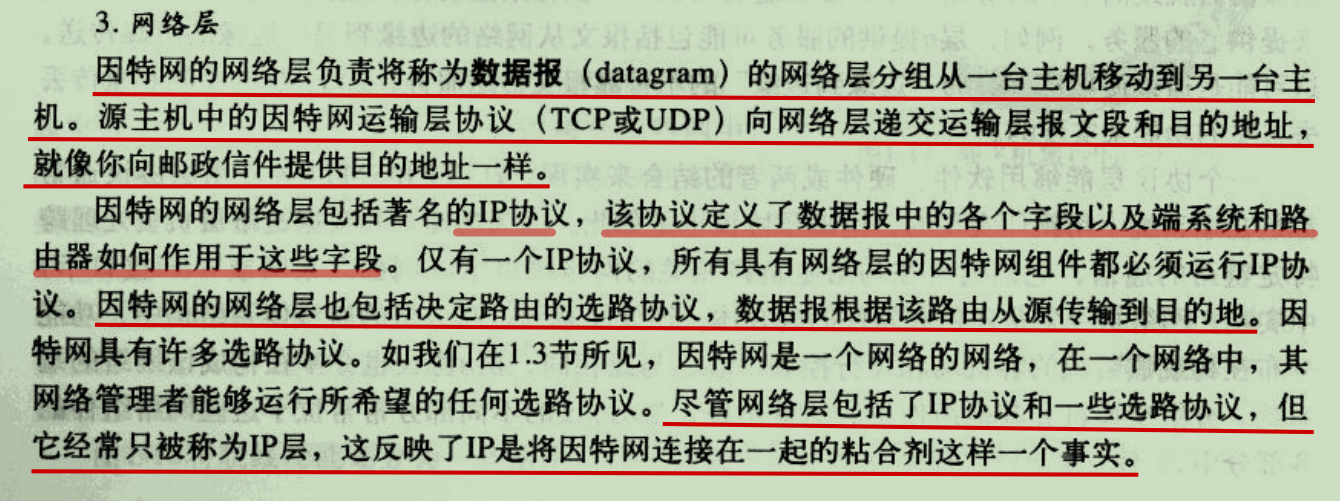 3. 网络层
因特网的网络层负责将称为数据报（datagram）的网络层分组从一台主机移动到另一台主
机。源主机中的因特网运输层协议（TCP或UDP）向网络层递交运输层报文段和目的地址，
就像你向邮政信件提供目的地址一样。
因特网的网络层包括著名的IP协议，该协议定义了数据报中的各个字段以及端系统和路
由器如何作用于这些字段。仅有一个IP协议，所有具有网络层的因特网组件都必须运行IP协
议。因特网的网络层也包括决定路由的选路协议，数据报根据该路由从源传输到目的地。因
特网具有许多选路协议。如我们在1.3节所见，因特网是一个网络的网络，在一个网络中，其
网络管理者能够运行所希望的任何选路协议。尽管网络层包括了IP协议和一些选路协议，但
它经常只被称为IP层，这反映了IP是将因特网连接在一起的粘合剂这样一个事实。